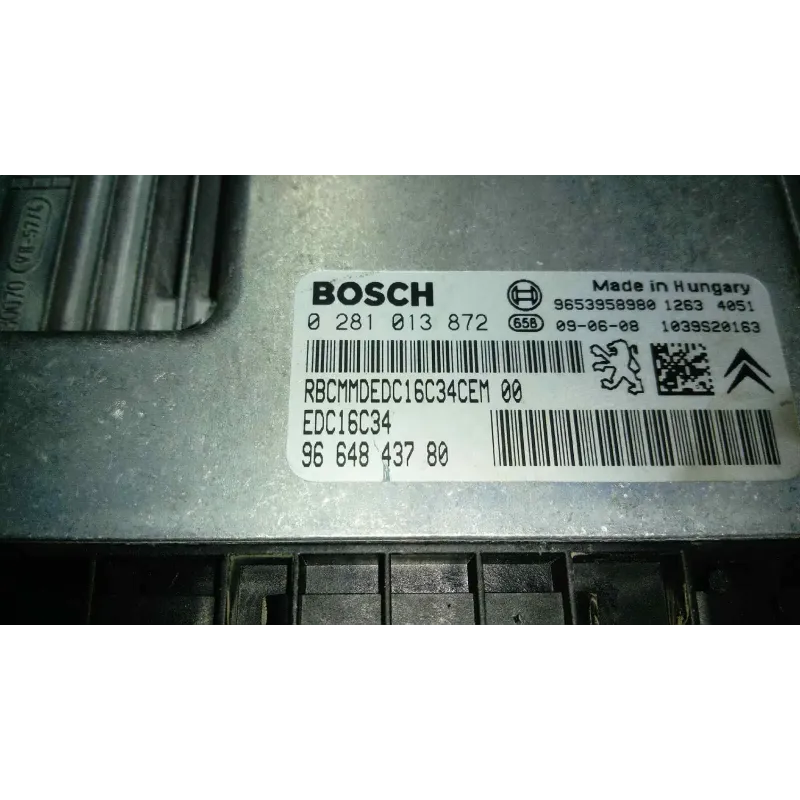 BOSCH
Made in Hungary
9653958980 1263 4051
0 281 013 872
658
09-06-08 1039S20163
RBCMMDEDC16C34CEM 00
EDC16C34
96 648 437 80